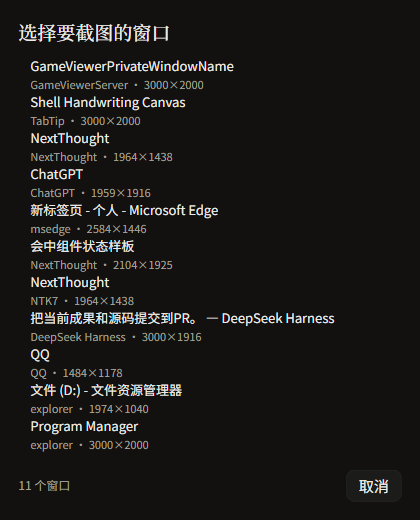 选择要截图的窗口
GameViewerPrivateWindowName
GameViewerServer • 3000×2000
Shell Handwriting Canvas
TabTip • 3000×2000
NextThought
NextThought • 1964×1438
ChatGPT
ChatGPT • 1959×1916
新标签页 - 个人 - Microsoft Edge
msedge • 2584×1446
会中组件状态样板
NextThought • 2104×1925
NextThought
NTK7 • 1964×1438
把当前成果和源码提交到PR。 — DeepSeek Harness
DeepSeek Harness • 3000×1916
QQ
QQ • 1484×1178
文件 (D:) - 文件资源管理器
explorer • 1974×1040
Program Manager
explorer • 3000×2000
11 个窗口
取消